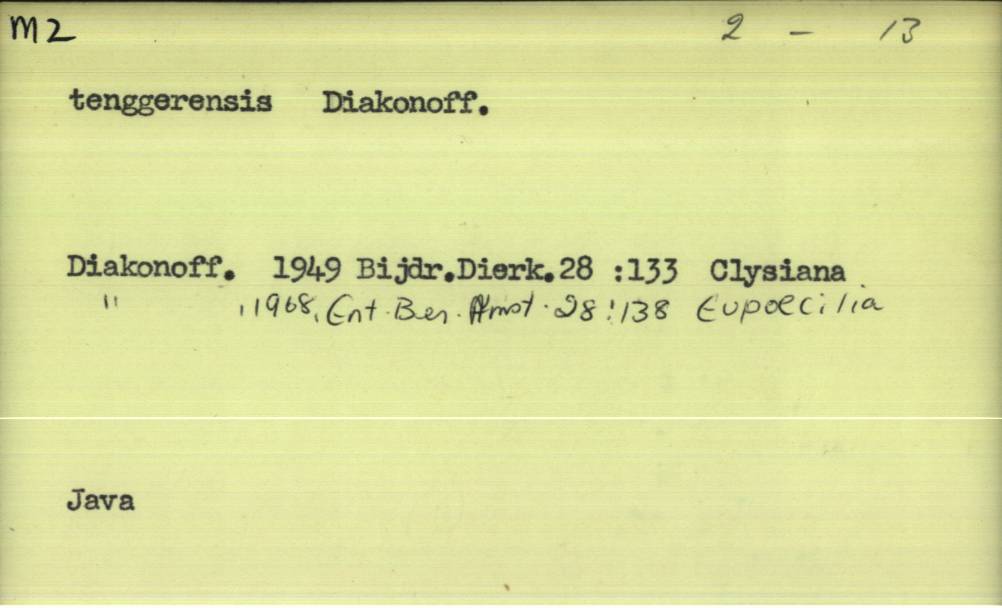 M2 2 - 13
tenggerensis Diakonoff.
Diakonoff. 1949 Bijdr.Dierk.28 :133 Clysiana
" ,1968, Ent. Ber. Amst. 28:138 Eupoecilia
Java